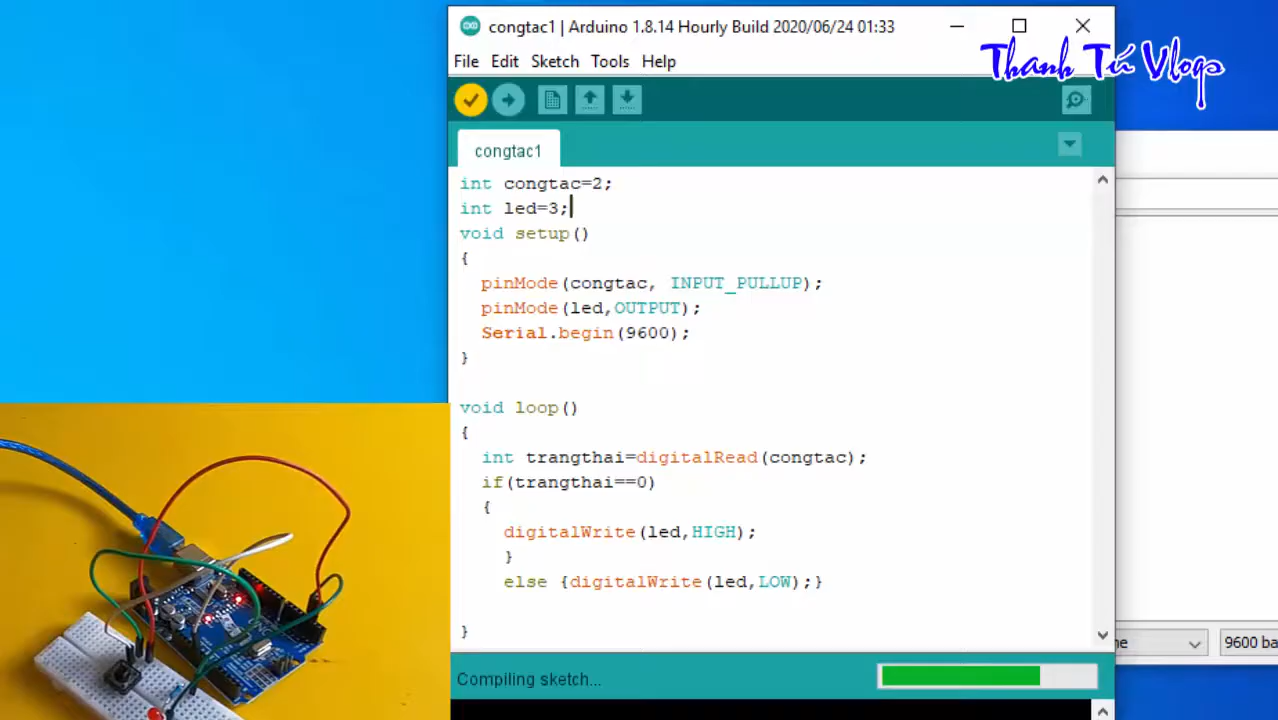 congtac1 | Arduino 1.8.14 Hourly Build 2020/06/24 01:33
Thanh Tú Vlogs
File Edit Sketch Tools Help
congtac1
int congtac=2;
int led=3;
void setup()
{
pinMode(congtac, INPUT_PULLUP);
pinMode(led,OUTPUT);
Serial.begin(9600);
}
void loop()
{
int trangthai=digitalRead(congtac);
if(trangthai==0)
{
digitalWrite(led,HIGH);
}
else {digitalWrite(led,LOW);}
}
Compiling sketch...
9600